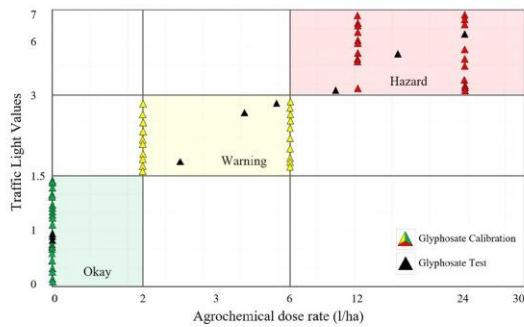 7
6
Hazard
3
Traffic Light Values
Warning
1.5
1
Glyphosate Calibration
Glyphosate Test
Okay
0
0 2 3 6 12 24 30
Agrochemical dose rate (l/ha)